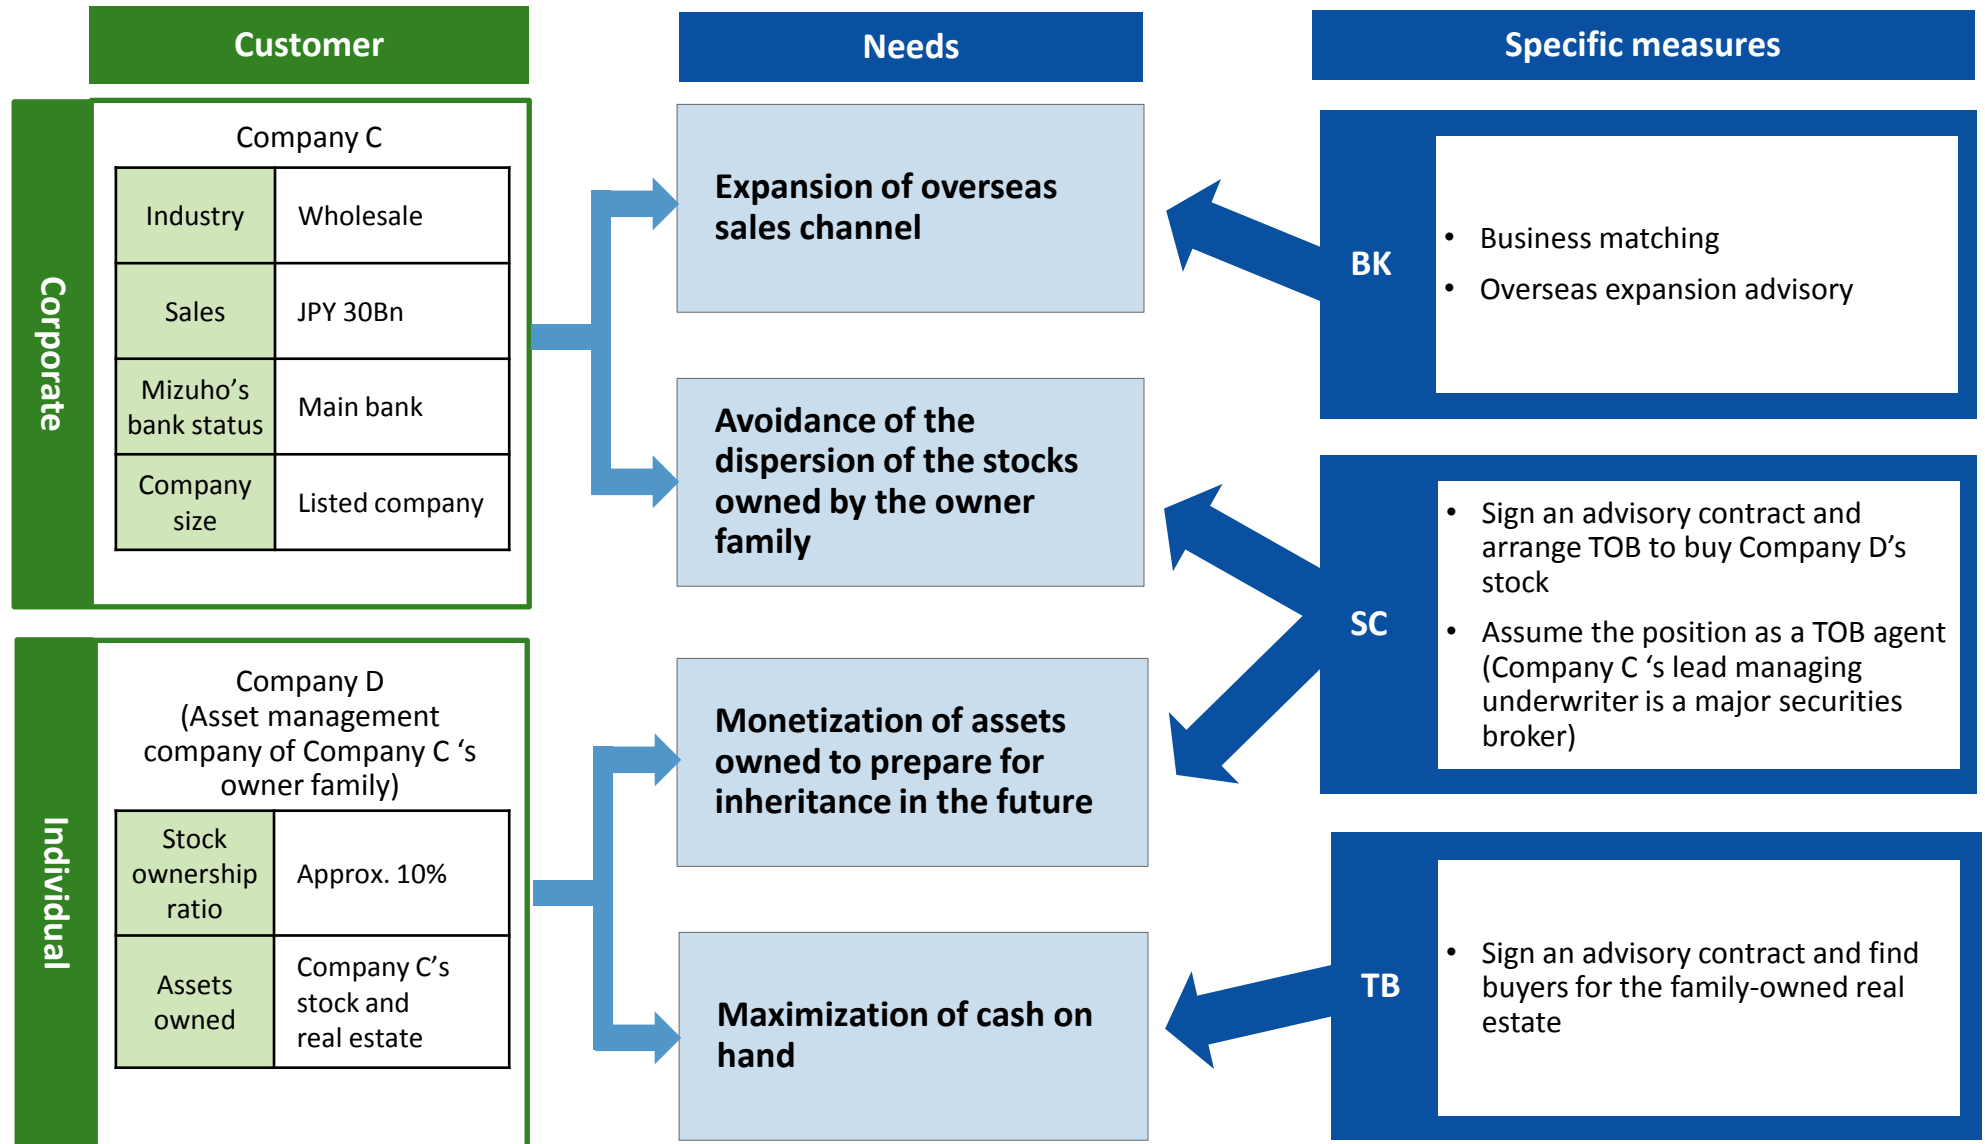 Customer
Needs
Specific measures
Corporate
Company C
Industry
Wholesale
Sales
JPY 30Bn
Mizuho’s
bank status
Main bank
Company
size
Listed company
Expansion of overseas
sales channel
Avoidance of the
dispersion of the stocks
owned by the owner
family
BK
• Business matching
• Overseas expansion advisory
SC
• Sign an advisory contract and
arrange TOB to buy Company D’s
stock
• Assume the position as a TOB agent
(Company C ‘s lead managing
underwriter is a major securities
broker)
Individual
Company D
(Asset management
company of Company C ‘s
owner family)
Stock
ownership
ratio
Approx. 10%
Assets
owned
Company C’s
stock and
real estate
Monetization of assets
owned to prepare for
inheritance in the future
Maximization of cash on
hand
TB
• Sign an advisory contract and find
buyers for the family-owned real
estate